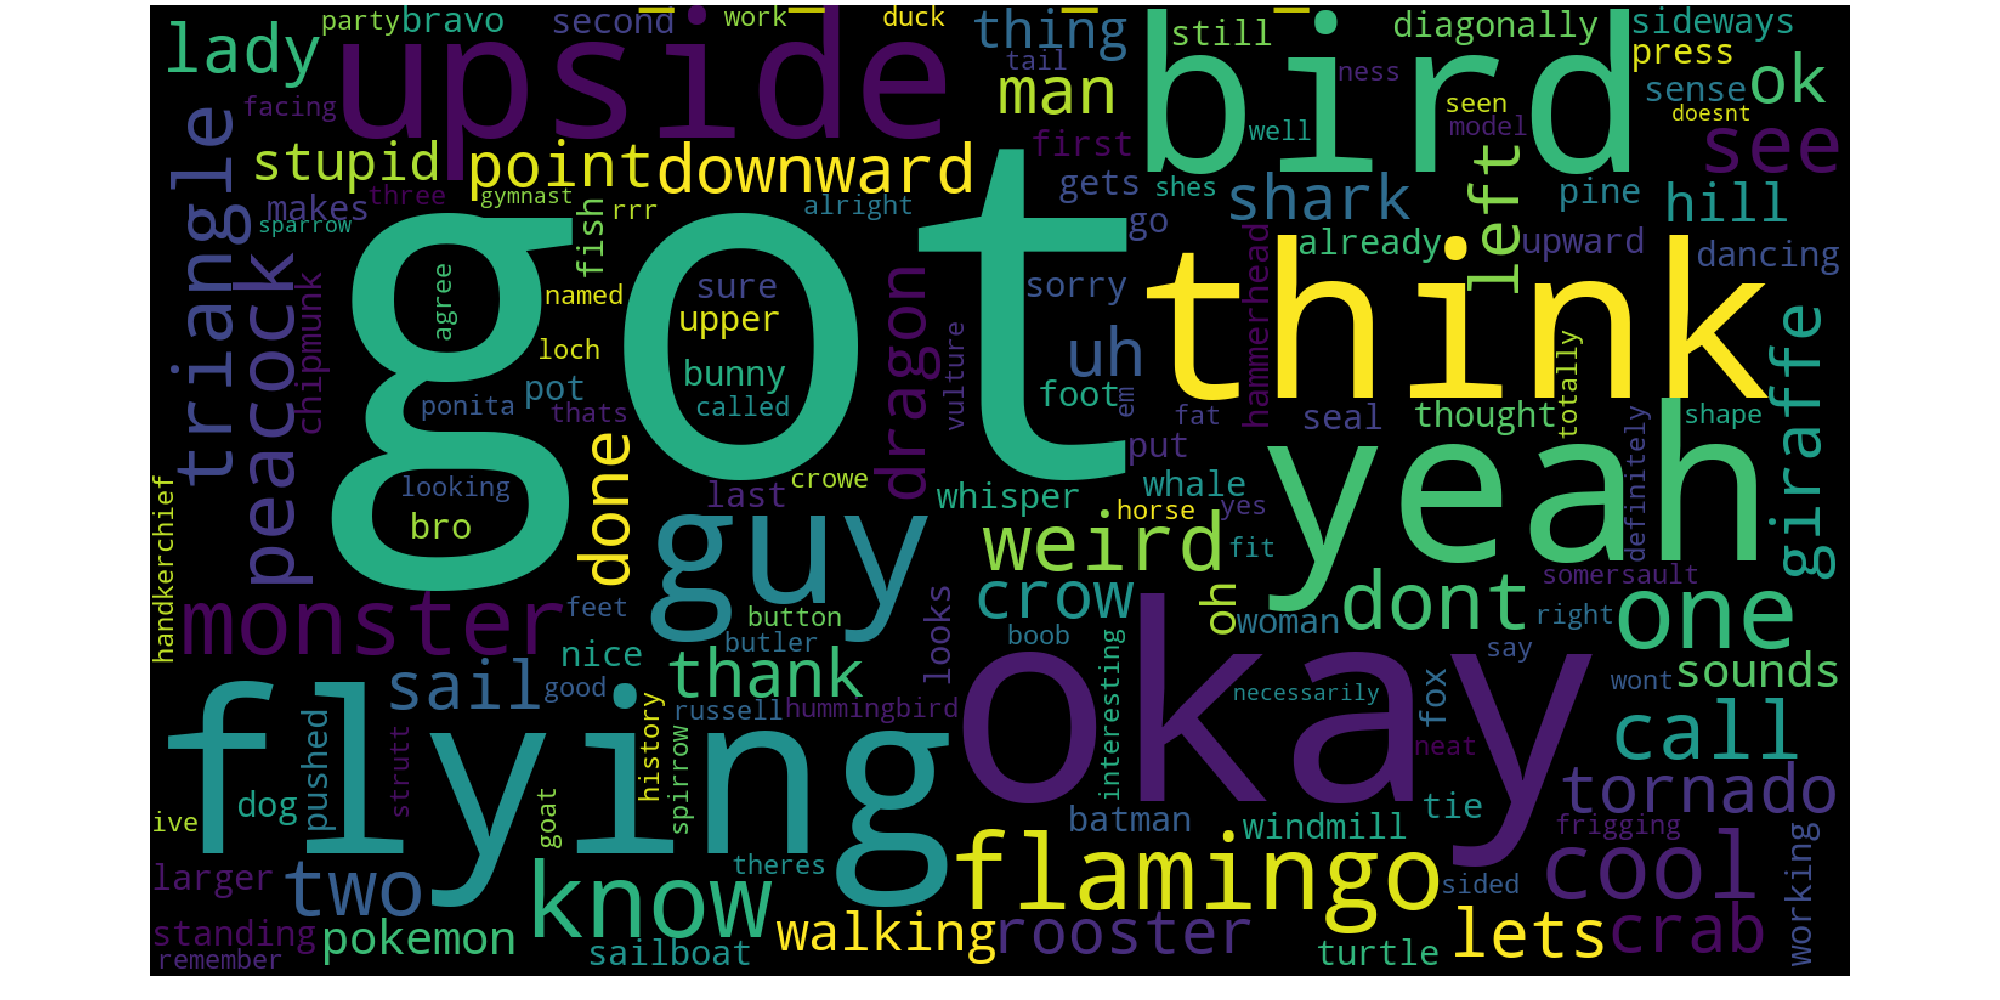 party bravo second work duck thing still diagonally sideways
lady upside bird press
tail ness
facing man seen sense ok
triangle model doesnt
stupid point downward first well left see
makes three gymnast rrr alright gets shes shark pine hill
sparrow fish go already upward
peacock got hammerhead dancing
chipmunk agree named sure dragon sorry think giraffe
upper
loch vulture uh totally
pot bunny foot
ponita thats called em fat seal thought shape
done put yeah definitely
handkerchief looking last crowe whisper whale
bro guy horse yes
weird fit
monster feet crow somersault
button oh dont right one
butler looks boob woman
nice thank interesting okay say sounds
sail good necessarily fox wont
flying pushed strutt history russell hummingbird
spirrow neat call
dog goat tornado
ive batman windmill tie frigging working
larger two know theres flamingo sided cool
standing pokemon walking rooster lets crab
remember sailboat turtle